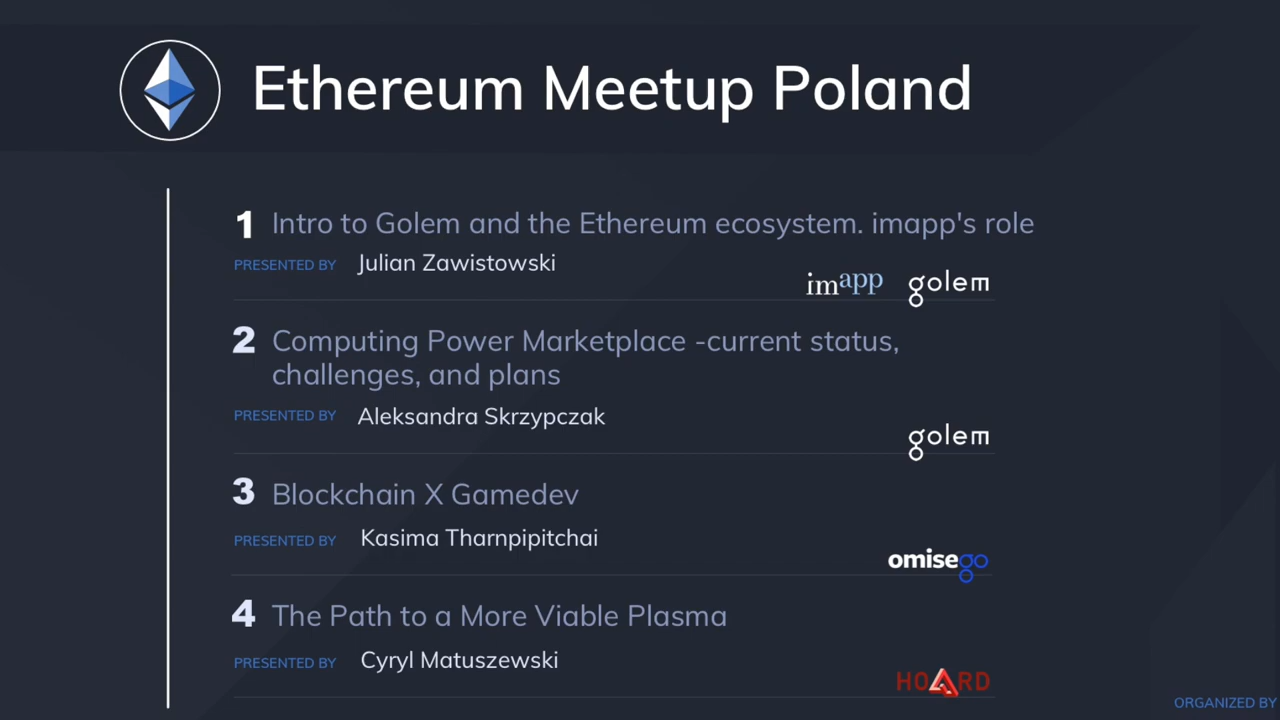 Ethereum Meetup Poland
1 Intro to Golem and the Ethereum ecosystem. imapp's role
PRESENTED BY Julian Zawistowski
imapp golem
2 Computing Power Marketplace -current status,
challenges, and plans
PRESENTED BY Aleksandra Skrzypczak
golem
3 Blockchain X Gamedev
PRESENTED BY Kasima Tharnpipitchai
omisego
4 The Path to a More Viable Plasma
PRESENTED BY Cyryl Matuszewski
HOARD
ORGANIZED BY